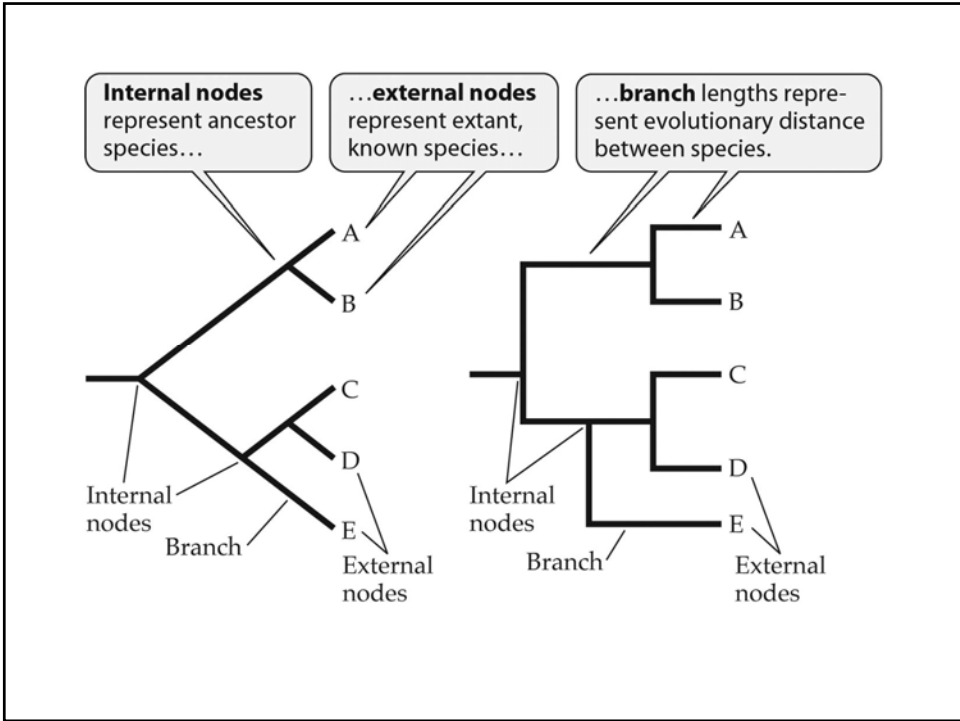 Internal nodes
represent ancestor
species…
…external nodes
represent extant,
known species…
…branch lengths repre-
sent evolutionary distance
between species.
A
B
C
D
E
Internal
nodes
Branch
External
nodes
A
B
C
D
E
Internal
nodes
Branch
External
nodes